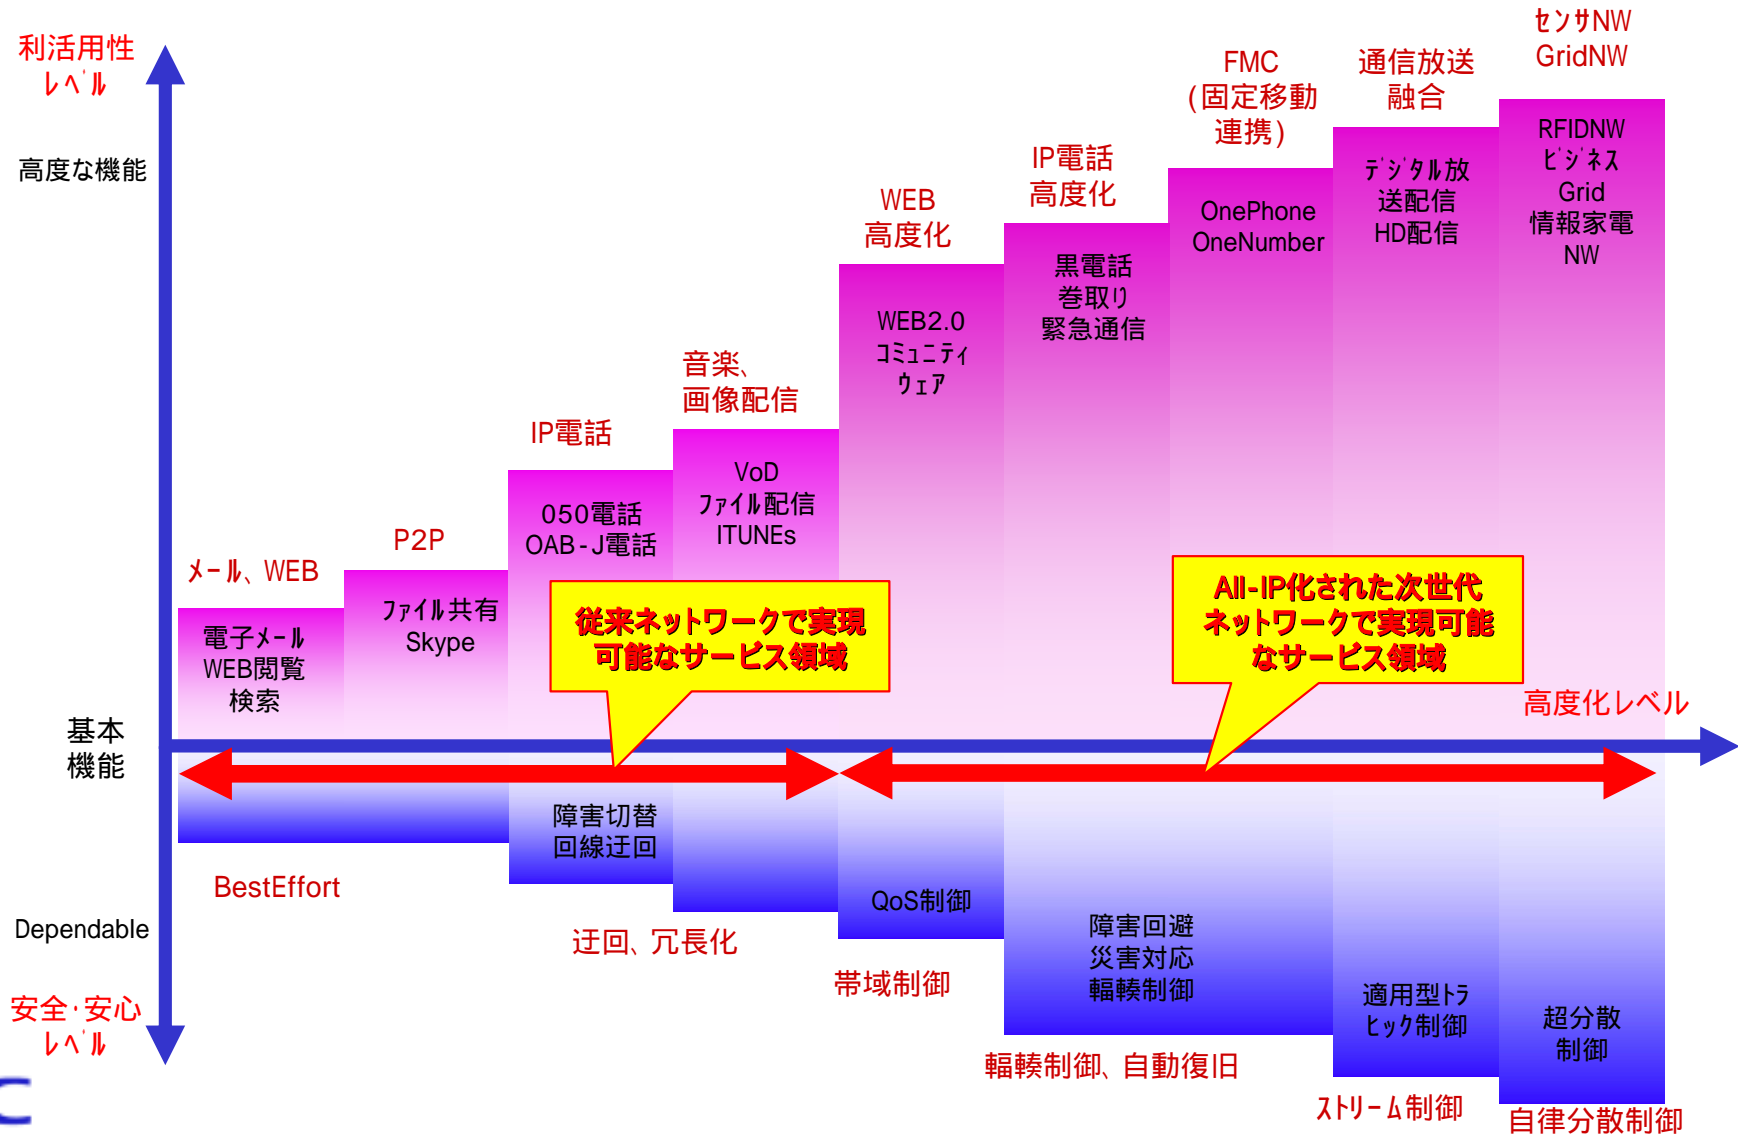 利活用性
ﾚﾍﾞﾙ
高度な機能
基本
機能
Dependable
安全・安心
ﾚﾍﾞﾙ
ﾒｰﾙ、WEB
電子ﾒｰﾙ
WEB閲覧
検索
P2P
ﾌｧｲﾙ共有
Skype
IP電話
050電話
OAB-J電話
音楽、
画像配信
VoD
ﾌｧｲﾙ配信
ITUNEs
WEB
高度化
WEB2.0
ｺﾐｭﾆﾃｨ
ｳｪｱ
IP電話
高度化
黒電話
巻取り
緊急通信
FMC
(固定移動
連携)
OnePhone
OneNumber
通信放送
融合
ﾃﾞｼﾞﾀﾙ放
送配信
HD配信
ｾﾝｻNW
GridNW
RFIDNW
ﾋﾞｼﾞﾈｽ
Grid
情報家電
NW
従来ネットワークで実現
可能なサービス領域
All-IP化された次世代
ネットワークで実現可能
なサービス領域
高度化レベル
BestEffort
障害切替
回線迂回
迂回、冗長化
QoS制御
帯域制御
障害回避
災害対応
輻輳制御
輻輳制御、自動復旧
適用型ﾄﾗ
ﾋｯｸ制御
ｽﾄﾘｰﾑ制御
超分散
制御
自律分散制御